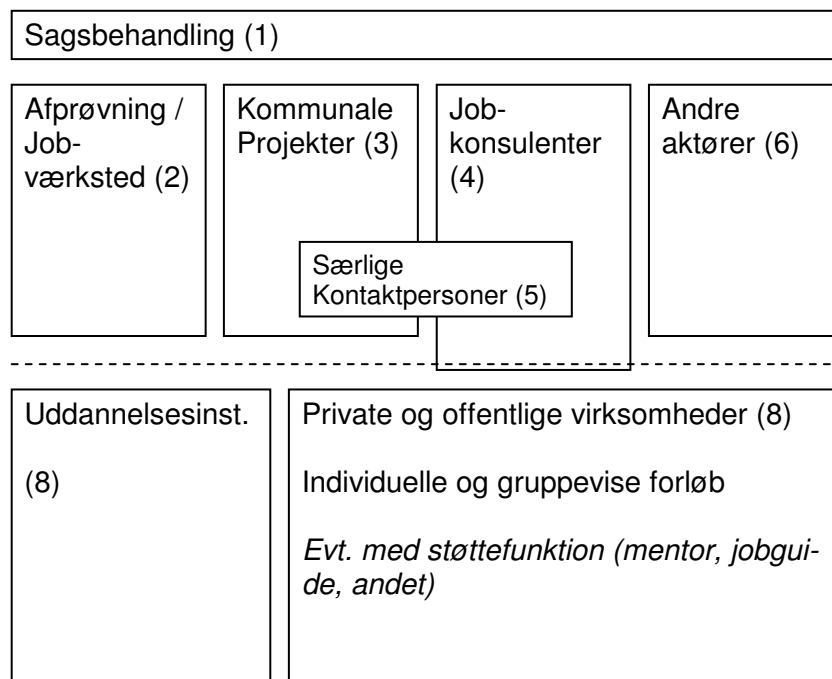 Sagsbehandling (1)
Afprøvning /
Job-
værksted (2)
Kommunale
Projekter (3)
Job-
konsulenter
(4)
Andre
aktører (6)
Særlige
Kontaktpersoner (5)
Uddannelsesinst.
(8)
Private og offentlige virksomheder (8)
Individuelle og gruppevise forløb
Evt. med støttefunktion (mentor, jobgui-
de, andet)